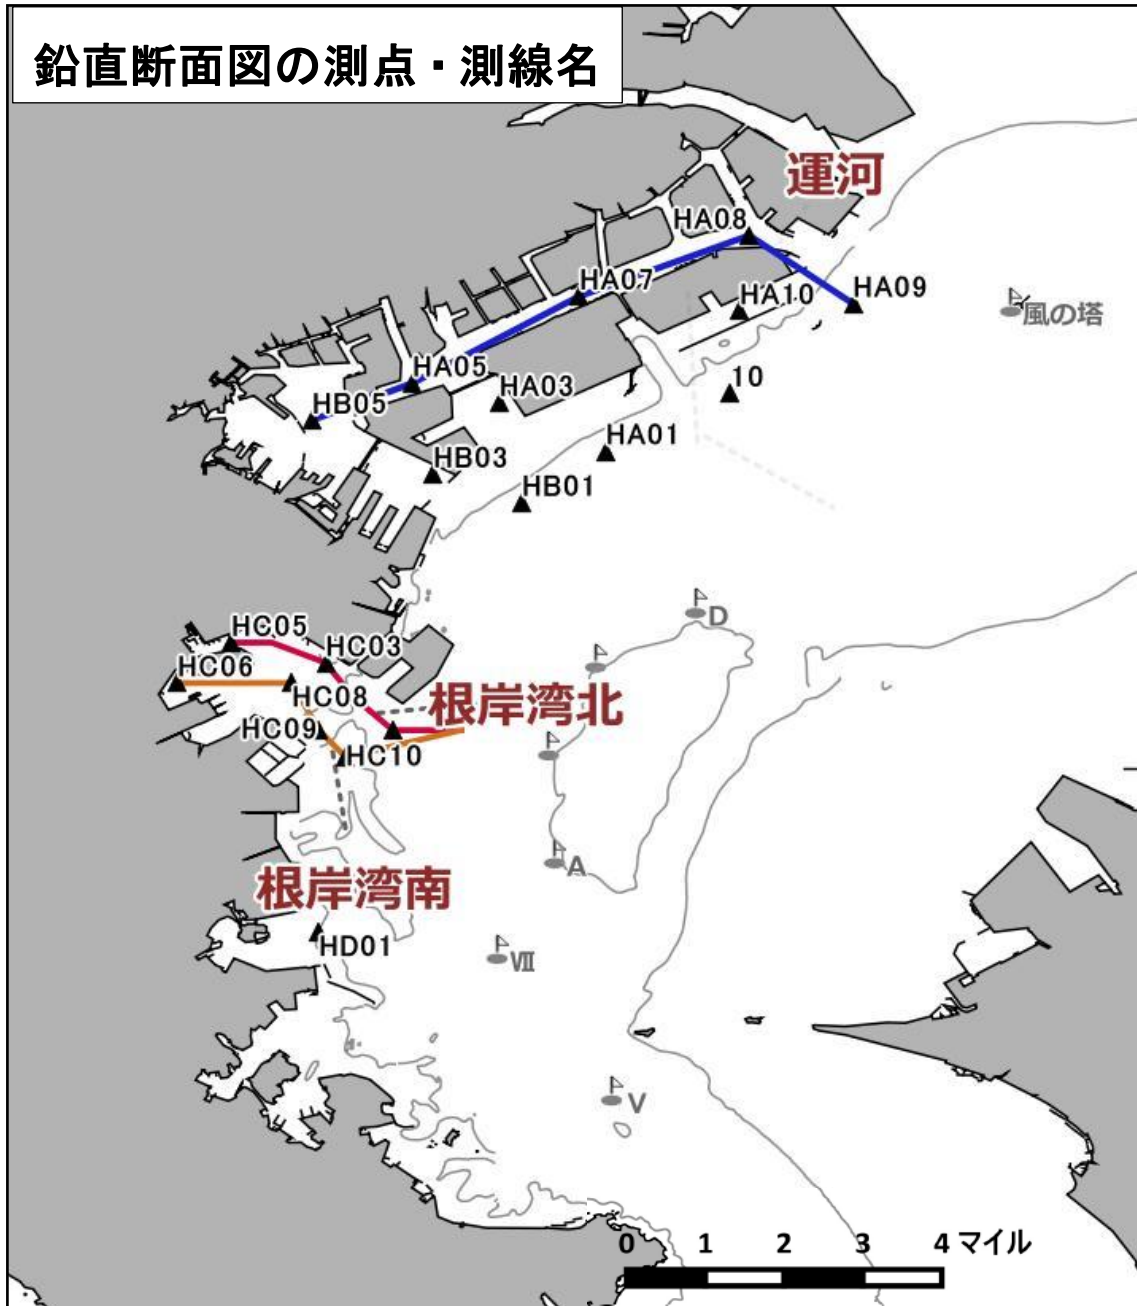 鉛直断面図の測点・測線名
運河
HA08
HA07
HA10
HA09
風の塔
HA05
HA03
10
HB05
HA01
HB03
HB01
D
HC05
HC03
HC06
HC08
根岸湾北
HC09
HC10
A
根岸湾南
HD01
Ⅶ
V
0 1 2 3 4 マイル